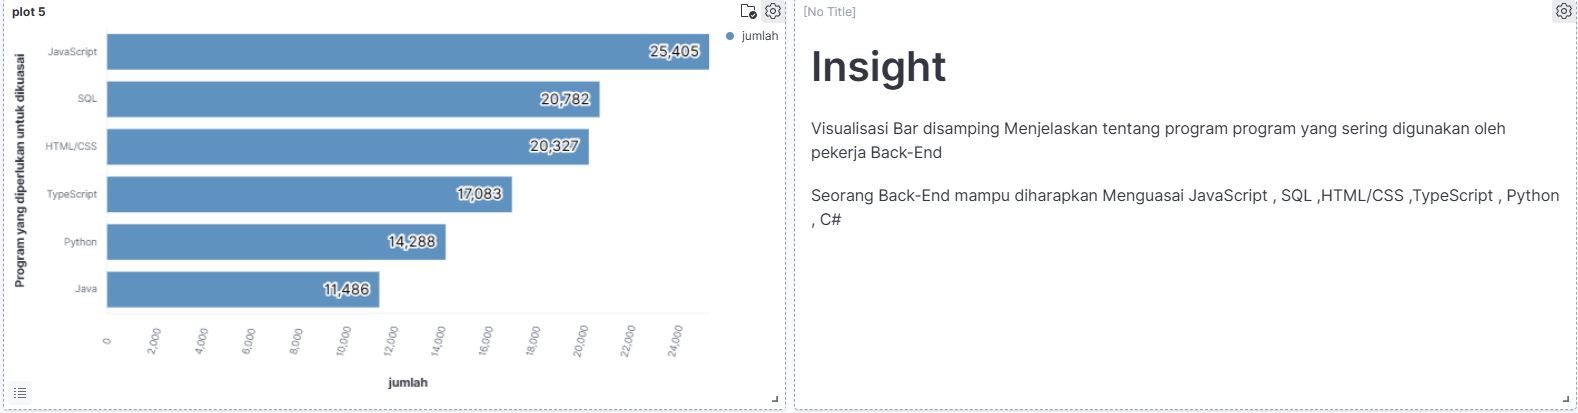 plot 5
jumlah
Program yang diperlukan untuk dikuasai
JavaScript
25,405
SQL
20,782
HTML/CSS
20,327
TypeScript
17,083
Python
14,288
Java
11,486
0
2,000
4,000
6,000
8,000
10,000
12,000
14,000
16,000
18,000
20,000
22,000
24,000
jumlah
[No Title]
Insight
Visualisasi Bar disamping Menjelaskan tentang program program yang sering digunakan oleh
pekerja Back-End
Seorang Back-End mampu diharapkan Menguasai JavaScript , SQL ,HTML/CSS ,TypeScript , Python
, C#